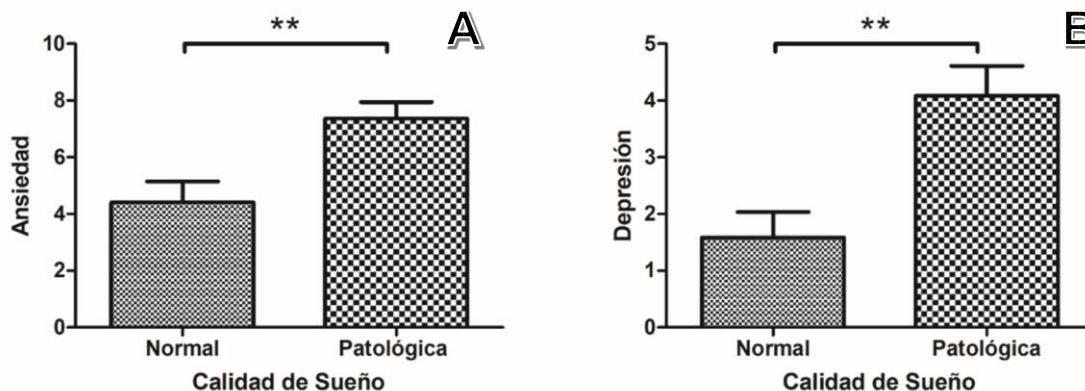 ** A
10
8
6
4
2
0
Ansiedad
Normal Patológica
Calidad de Sueño
** B
5
4
3
2
1
0
Depresión
Normal Patológica
Calidad de Sueño